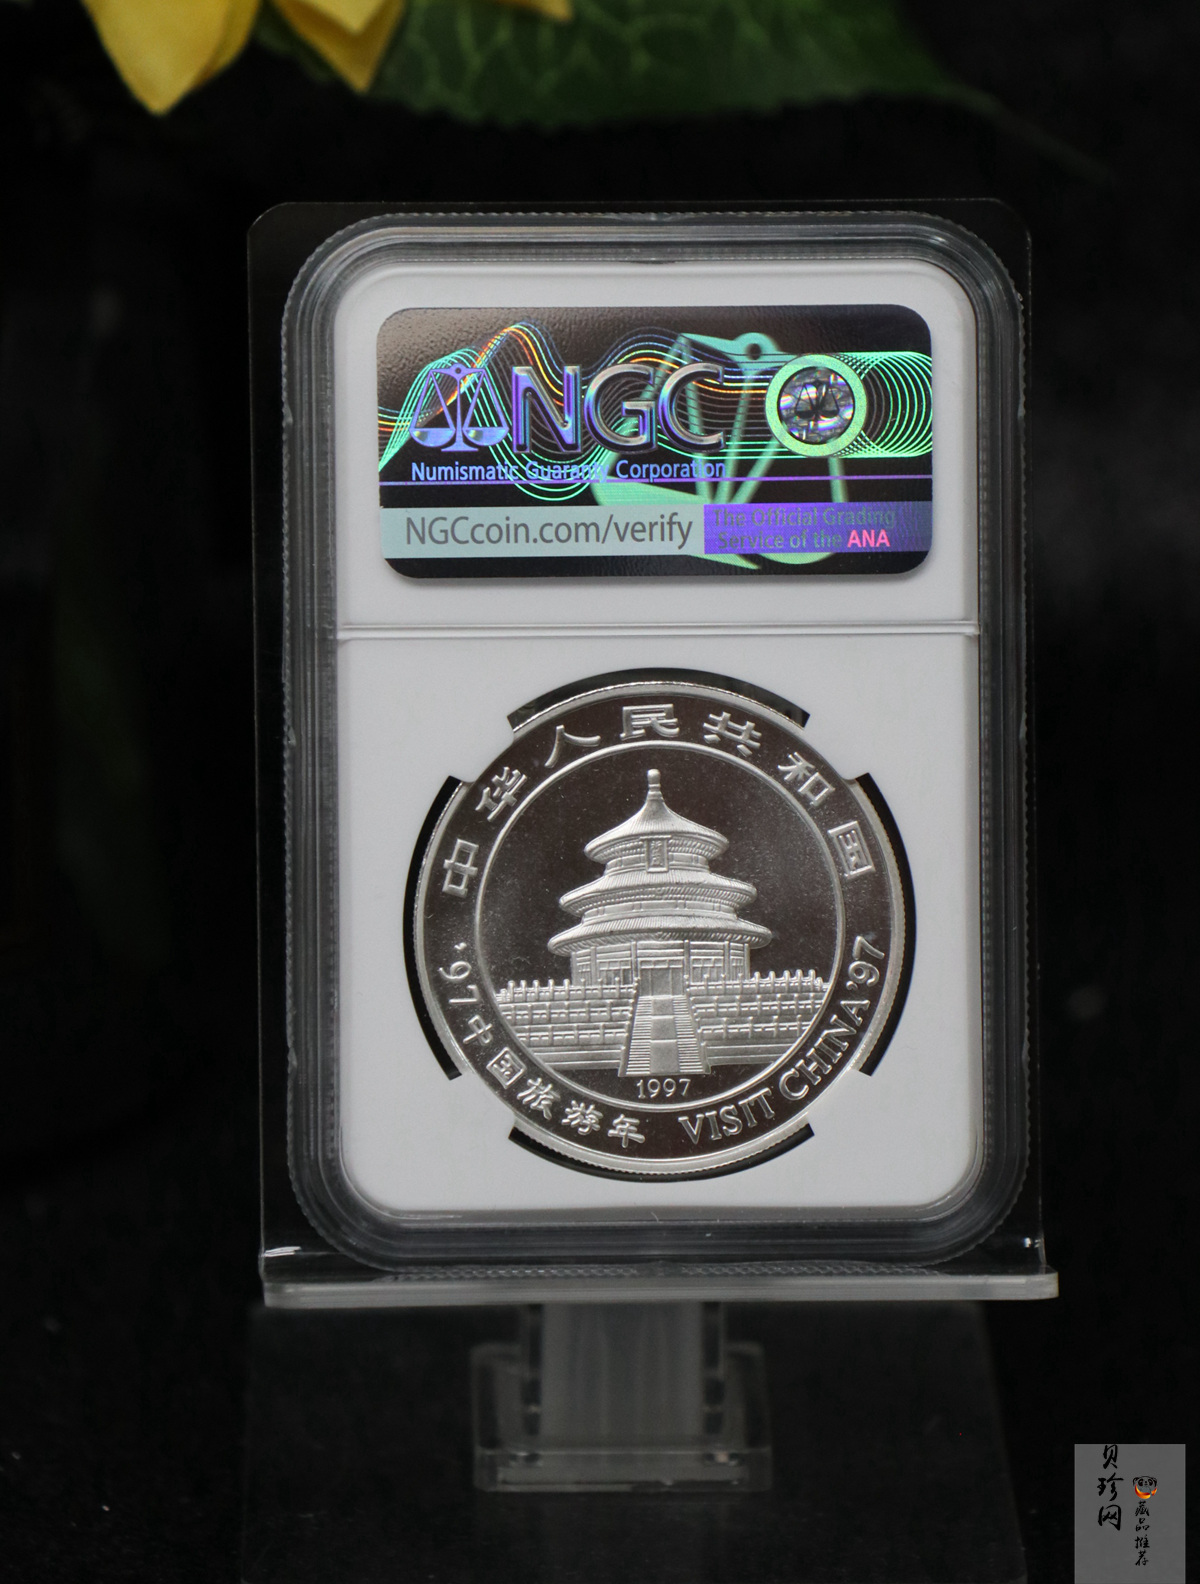 NGC
Numismatic Guaranty Corporation
NGCcoin.com/verify
The Official Grading
Service of the ANA
中华人民共和国
1997
'97中国旅游年 VISIT CHINA'97
贝珍网
藏品推荐